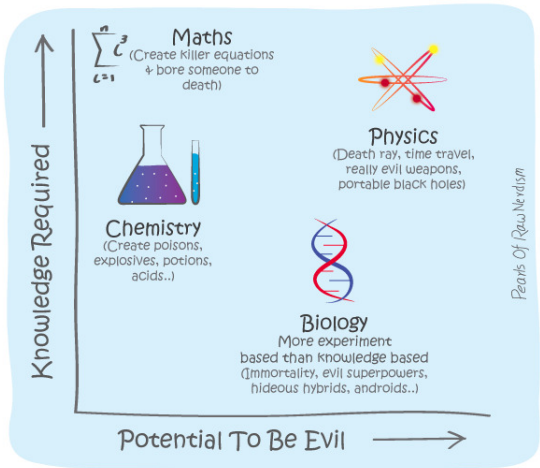 n
∑ i³
i=1
Maths
(Create killer equations
& bore someone to
death)
Physics
(Death ray, time travel,
really evil weapons,
portable black holes)
Chemistry
(Create poisons,
explosives, potions,
acids..)
Biology
More experiment
based than knowledge based
(Immortality, evil superpowers,
hideous hybrids, androids..)
Knowledge Required
Potential To Be Evil
Pearls Of Raw Nerdism